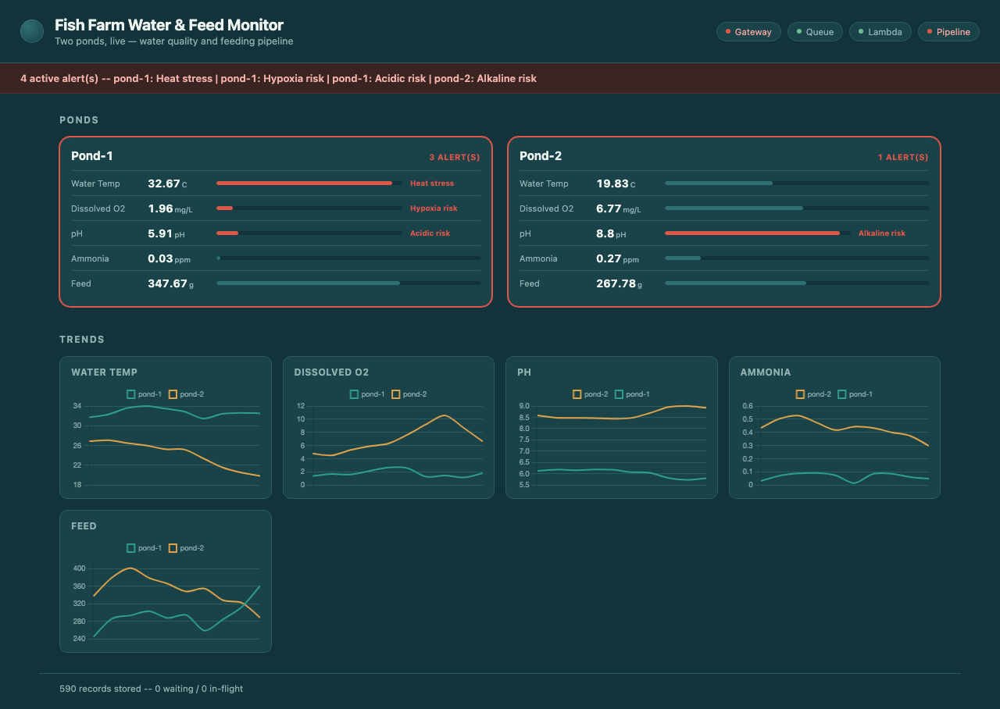 Fish Farm Water & Feed Monitor
Two ponds, live — water quality and feeding pipeline
Gateway
Queue
Lambda
Pipeline
4 active alert(s) -- pond-1: Heat stress | pond-1: Hypoxia risk | pond-1: Acidic risk | pond-2: Alkaline risk
PONDS
Pond-1
3 ALERT(S)
Water Temp 32.67 C Heat stress
Dissolved O2 1.96 mg/L Hypoxia risk
pH 5.91 pH Acidic risk
Ammonia 0.03 ppm
Feed 347.67 g
Pond-2
1 ALERT(S)
Water Temp 19.83 C
Dissolved O2 6.77 mg/L
pH 8.8 pH Alkaline risk
Ammonia 0.27 ppm
Feed 267.78 g
TRENDS
WATER TEMP
pond-1 pond-2
34
30
26
22
18
DISSOLVED O2
pond-1 pond-2
12
10
8
6
4
2
0
PH
pond-2 pond-1
9.0
8.5
8.0
7.5
7.0
6.5
6.0
5.5
AMMONIA
pond-2 pond-1
0.6
0.5
0.4
0.3
0.2
0.1
0
FEED
pond-1 pond-2
400
360
320
280
240
590 records stored -- 0 waiting / 0 in-flight